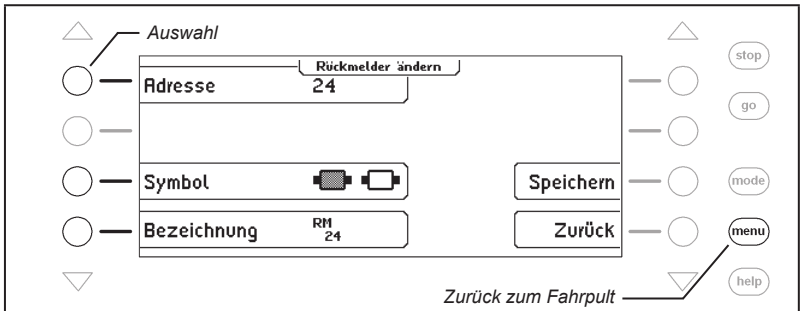 Auswahl
stop
Rückmelder ändern
Adresse 24
go
Symbol Speichern
mode
Bezeichnung RM 24 Zurück
menu
Zurück zum Fahrpult
help